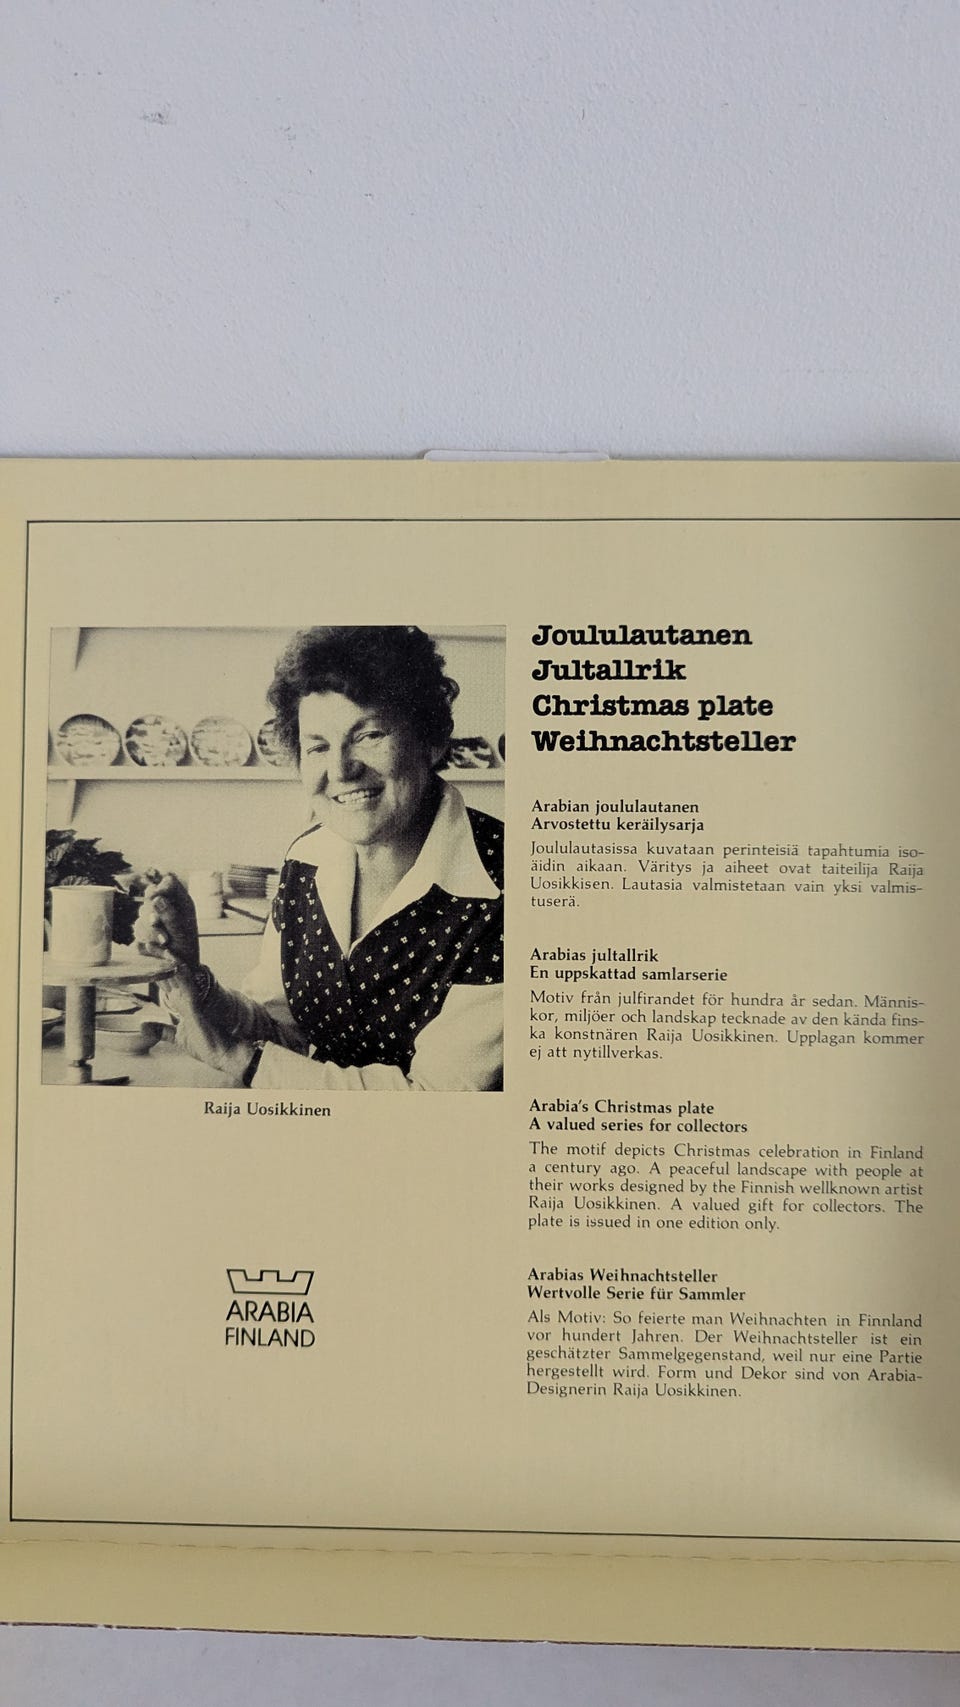 Joululautanen
Jultallrik
Christmas plate
Weihnachtsteller
Arabian joululautanen
Arvostettu keräilysarja
Joululautasissa kuvataan perinteisiä tapahtumia iso-
äidin aikaan. Väritys ja aiheet ovat taiteilija Raija
Uosikkisen. Lautasia valmistetaan vain yksi valmis-
tuserä.
Arabias jultallrik
En uppskattad samlarserie
Motiv från julfirandet för hundra år sedan. Männis-
kor, miljöer och landskap tecknade av den kända fins-
ka konstnären Raija Uosikkinen. Upplagan kommer
ej att nytillverkas.
Raija Uosikkinen
Arabia's Christmas plate
A valued series for collectors
The motif depicts Christmas celebration in Finland
a century ago. A peaceful landscape with people at
their works designed by the Finnish wellknown artist
Raija Uosikkinen. A valued gift for collectors. The
plate is issued in one edition only.
Arabias Weihnachtsteller
Wertvolle Serie für Sammler
Als Motiv: So feierte man Weihnachten in Finnland
vor hundert Jahren. Der Weihnachtsteller ist ein
geschätzter Sammelgegenstand, weil nur eine Partie
hergestellt wird. Form und Dekor sind von Arabia-
Designerin Raija Uosikkinen.
ARABIA
FINLAND